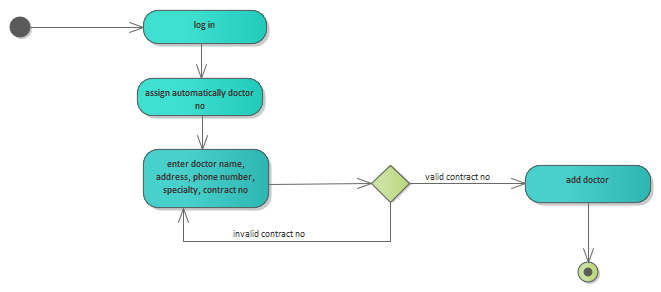 log in
assign automatically doctor
no
enter doctor name,
address, phone number,
specialty, contract no
valid contract no
add doctor
invalid contract no